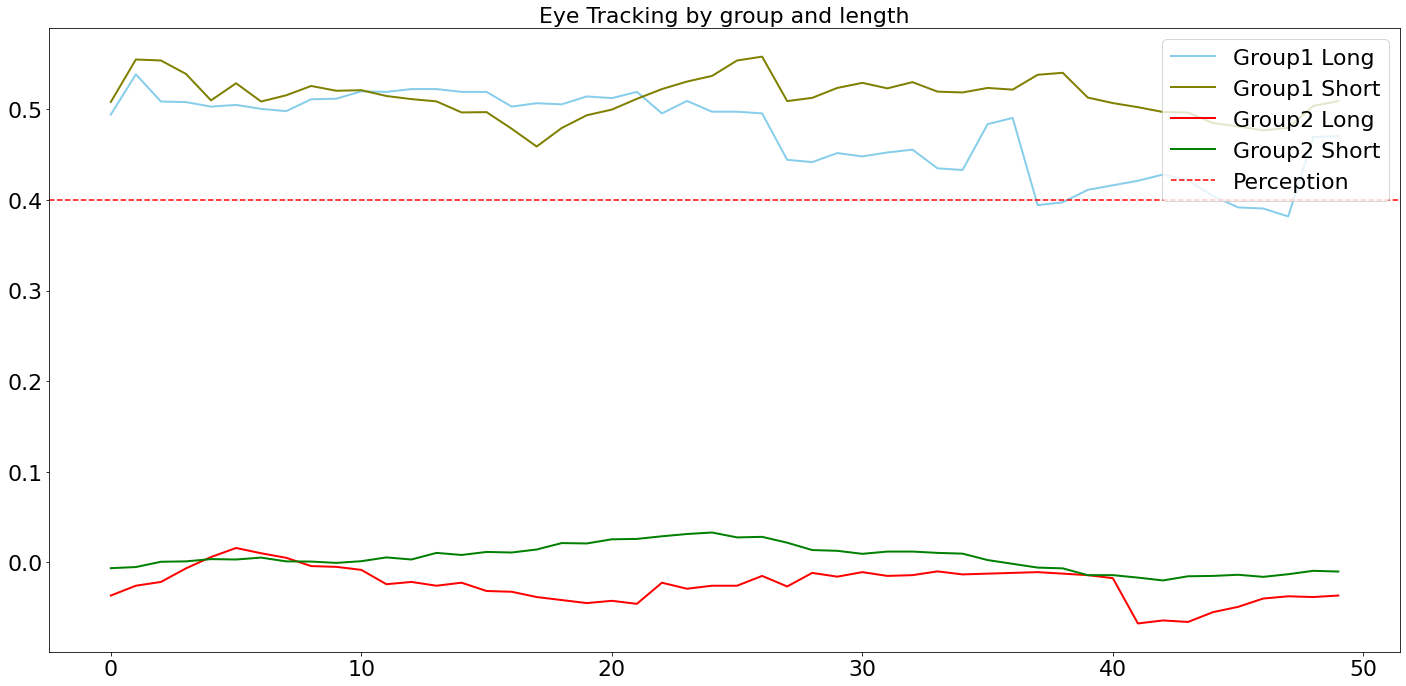 Eye Tracking by group and length
Group1 Long
Group1 Short
Group2 Long
Group2 Short
Perception
0.5
0.4
0.3
0.2
0.1
0.0
0 10 20 30 40 50